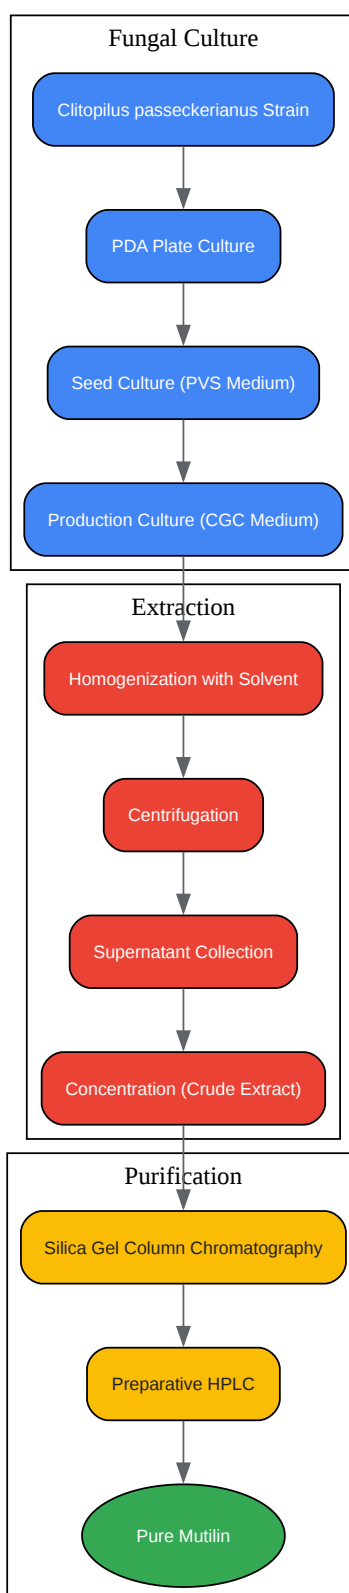 Fungal Culture
Clitopilus passeckerianus Strain
PDA Plate Culture
Seed Culture (PVS Medium)
Production Culture (CGC Medium)
Extraction
Homogenization with Solvent
Centrifugation
Supernatant Collection
Concentration (Crude Extract)
Purification
Silica Gel Column Chromatography
Preparative HPLC
Pure Mutilin